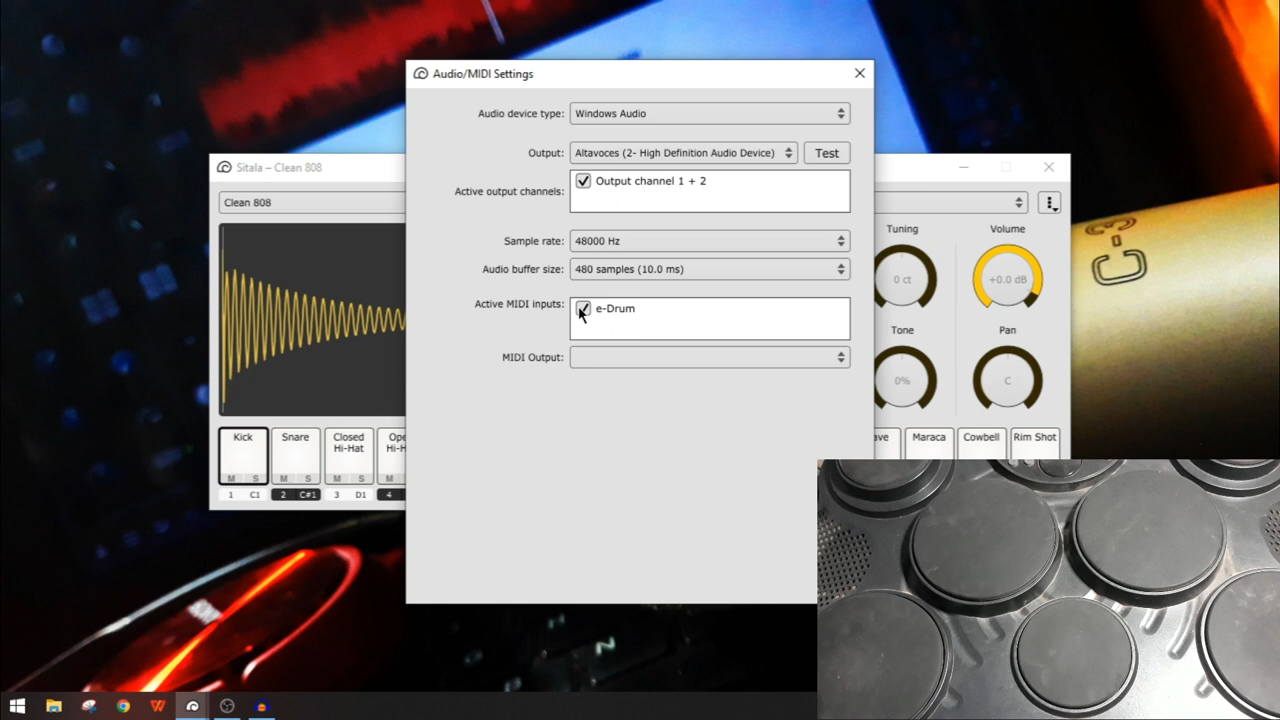 Audio/MIDI Settings
Audio device type: Windows Audio
Output: Altavoces (2- High Definition Audio Device) Test
Active output channels: Output channel 1 + 2
Sample rate: 48000 Hz
Audio buffer size: 480 samples (10.0 ms)
Active MIDI inputs: e-Drum
MIDI Output:
Sitala – Clean 808
Clean 808
Tuning Volume
0 ct +0.0 dB
Tone Pan
0% C
Kick Snare Closed Hi-Hat Ope Hi-H ave Maraca Cowbell Rim Shot
M S M S M S M
1 C1 2 C#1 3 D1 4
C-3